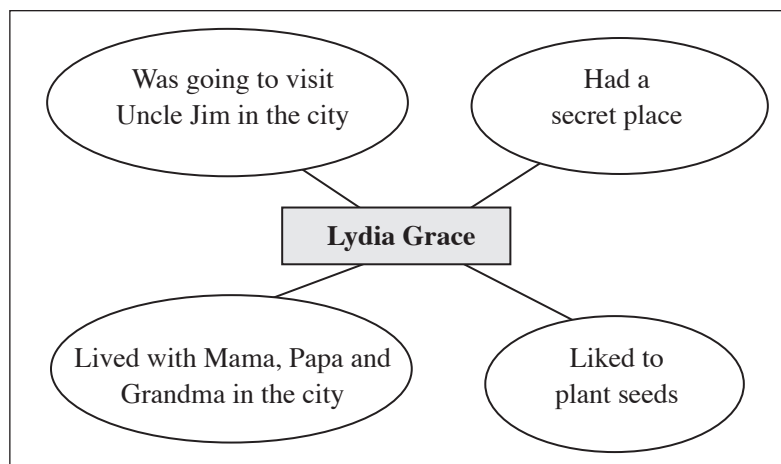 Was going to visit
Uncle Jim in the city
Had a
secret place
Lydia Grace
Lived with Mama, Papa and
Grandma in the city
Liked to
plant seeds